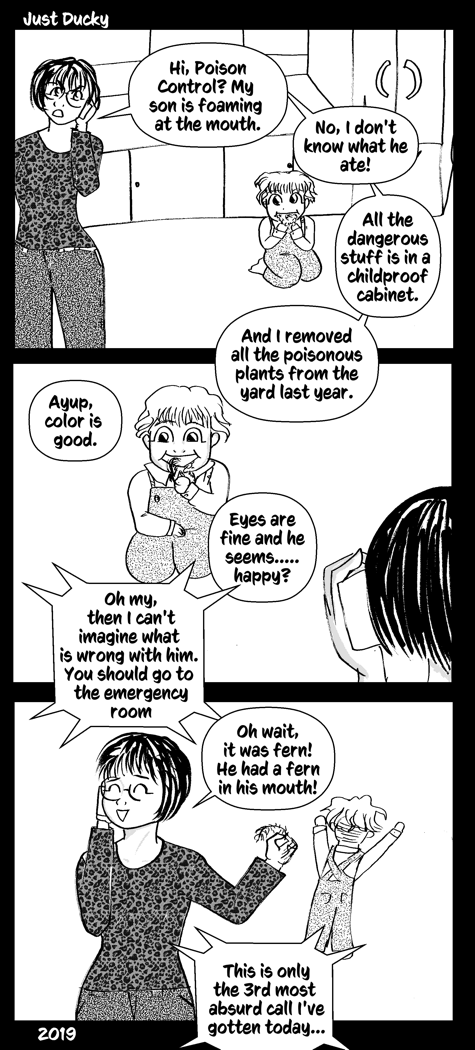 Just Ducky
Hi, Poison
Control? My
son is foaming
at the mouth.
No, I don't
know what he
ate!
All the
dangerous
stuff is in a
childproof
cabinet.
And I removed
all the poisonous
plants from the
yard last year.
Ayup,
color is
good.
Eyes are
fine and he
seems.....
happy?
Oh my,
then I can't
imagine what
is wrong with him.
You should go to
the emergency
room
Oh wait,
it was fern!
He had a fern
in his mouth!
This is only
the 3rd most
absurd call I've
gotten today...
2019